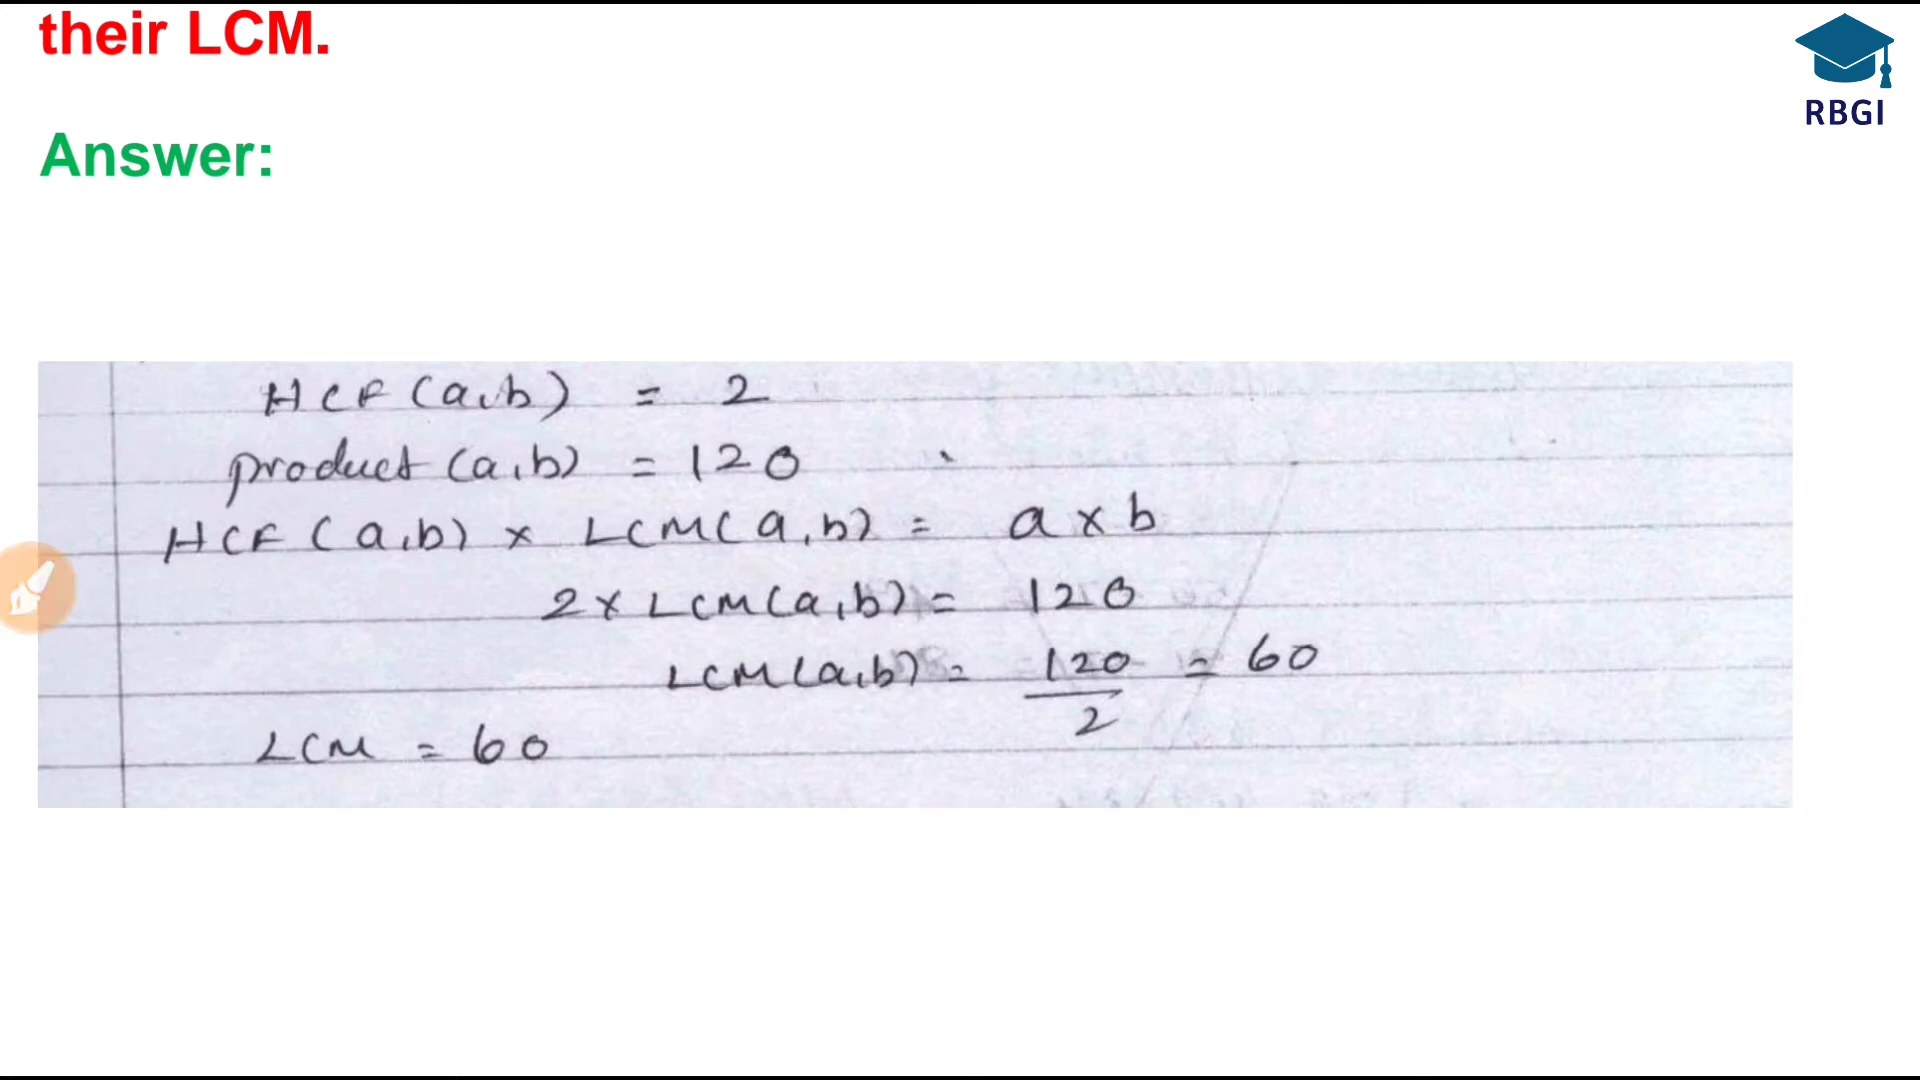 their LCM.
RBGI
Answer:
HCF (a,b) = 2
product (a,b) = 120
HCF (a,b) x LCM(a,b) = a x b
2 x LCM(a,b) = 120
LCM(a,b) = 120/2 = 60
LCM = 60